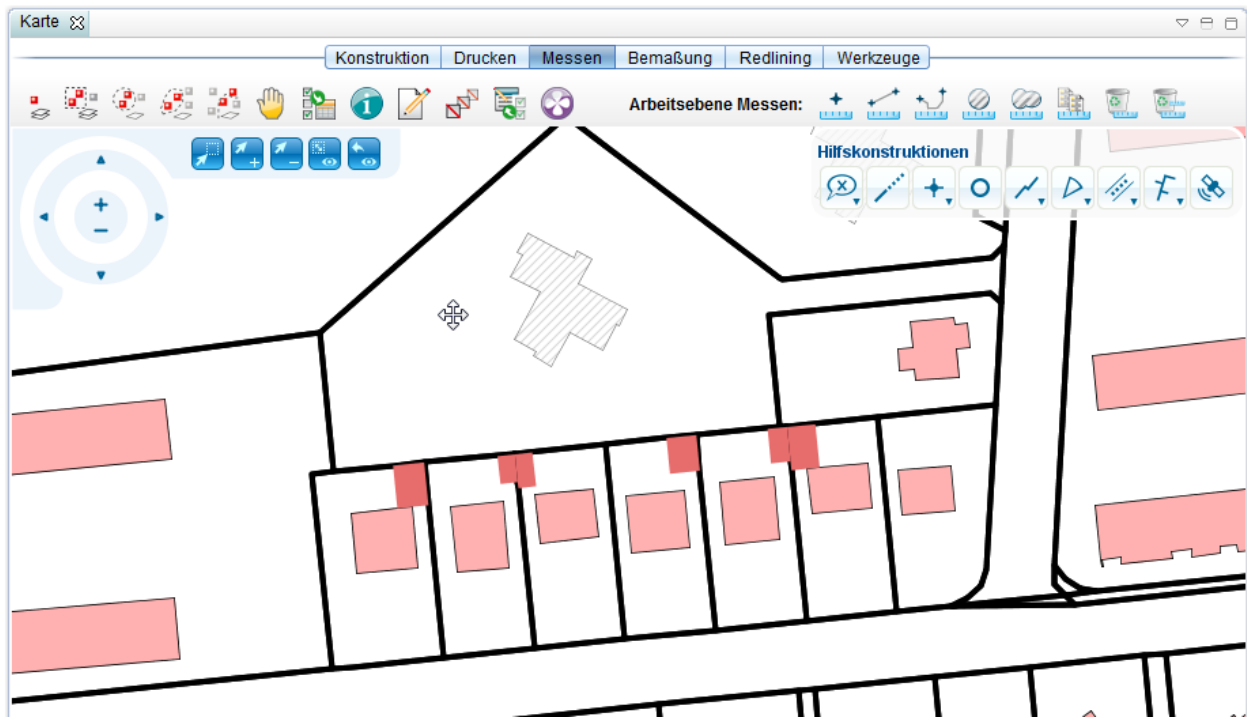 Karte
Konstruktion Drucken Messen Bemaßung Redlining Werkzeuge
Arbeitsebene Messen:
Hilfskonstruktionen